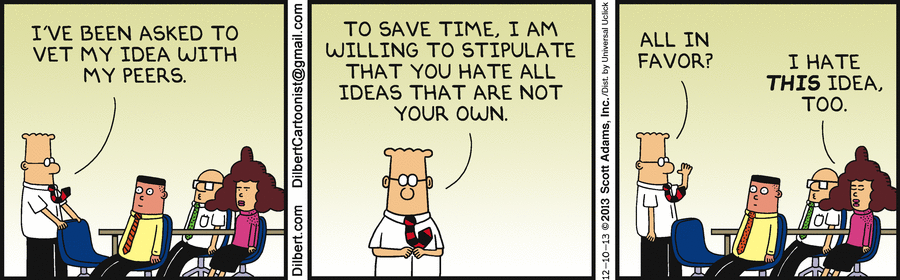 I'VE BEEN ASKED TO
VET MY IDEA WITH
MY PEERS.
Dilbert.com DilbertCartoonist@gmail.com
TO SAVE TIME, I AM
WILLING TO STIPULATE
THAT YOU HATE ALL
IDEAS THAT ARE NOT
YOUR OWN.
12-10-13 © 2013 Scott Adams, Inc. /Dist. by Universal Uclick
ALL IN
FAVOR?
I HATE
THIS IDEA,
TOO.